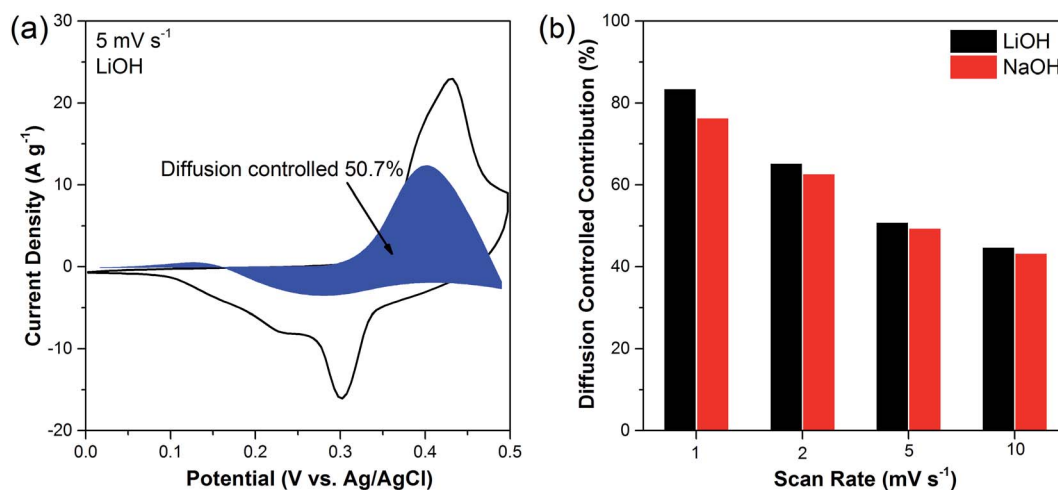 (a)
5 mV s⁻¹
LiOH
Diffusion controlled 50.7%
30
20
10
0
-10
-20
Current Density (A g⁻¹)
0.0 0.1 0.2 0.3 0.4 0.5
Potential (V vs. Ag/AgCl)
(b)
LiOH
NaOH
100
80
60
40
20
0
Diffusion Controlled Contribution (%)
1 2 5 10
Scan Rate (mV s⁻¹)